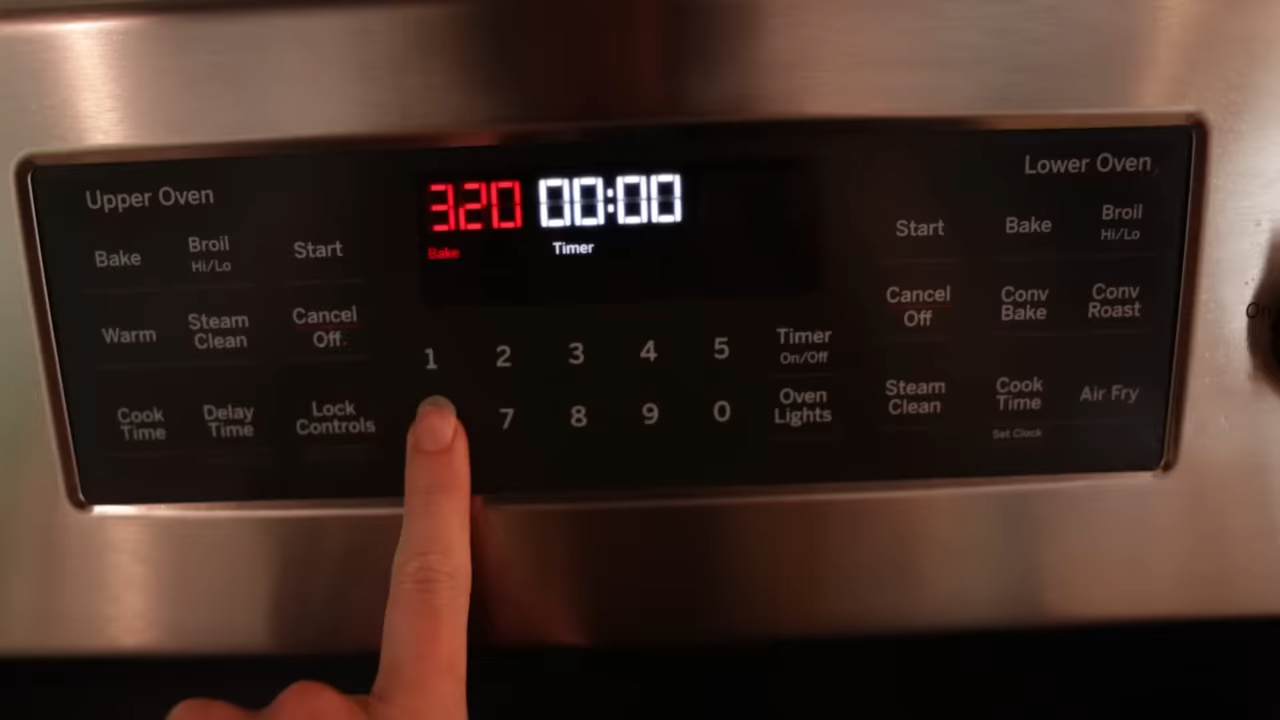 Upper Oven
Bake
Broil
Hi/Lo
Start
Warm
Steam
Clean
Cancel
Off
Cook
Time
Delay
Time
Lock
Controls
320 00:00
Bake Timer
1 2 3 4 5
7 8 9 0
Timer
On/Off
Oven
Lights
Lower Oven
Start
Bake
Broil
Hi/Lo
Cancel
Off
Conv
Bake
Conv
Roast
Steam
Clean
Cook
Time
Set Clock
Air Fry